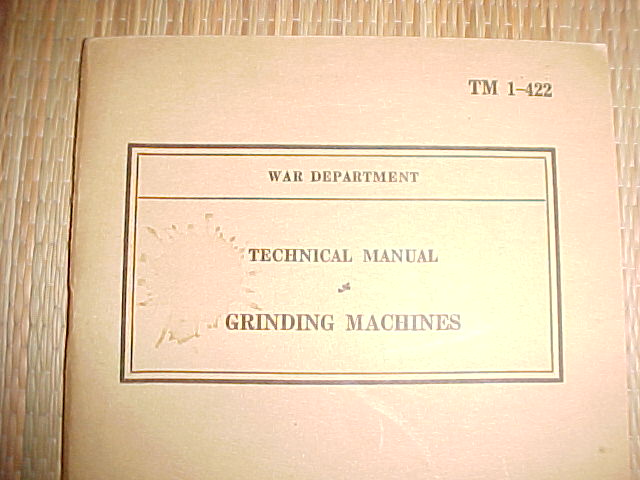 TM 1-422
WAR DEPARTMENT
TECHNICAL MANUAL
GRINDING MACHINES